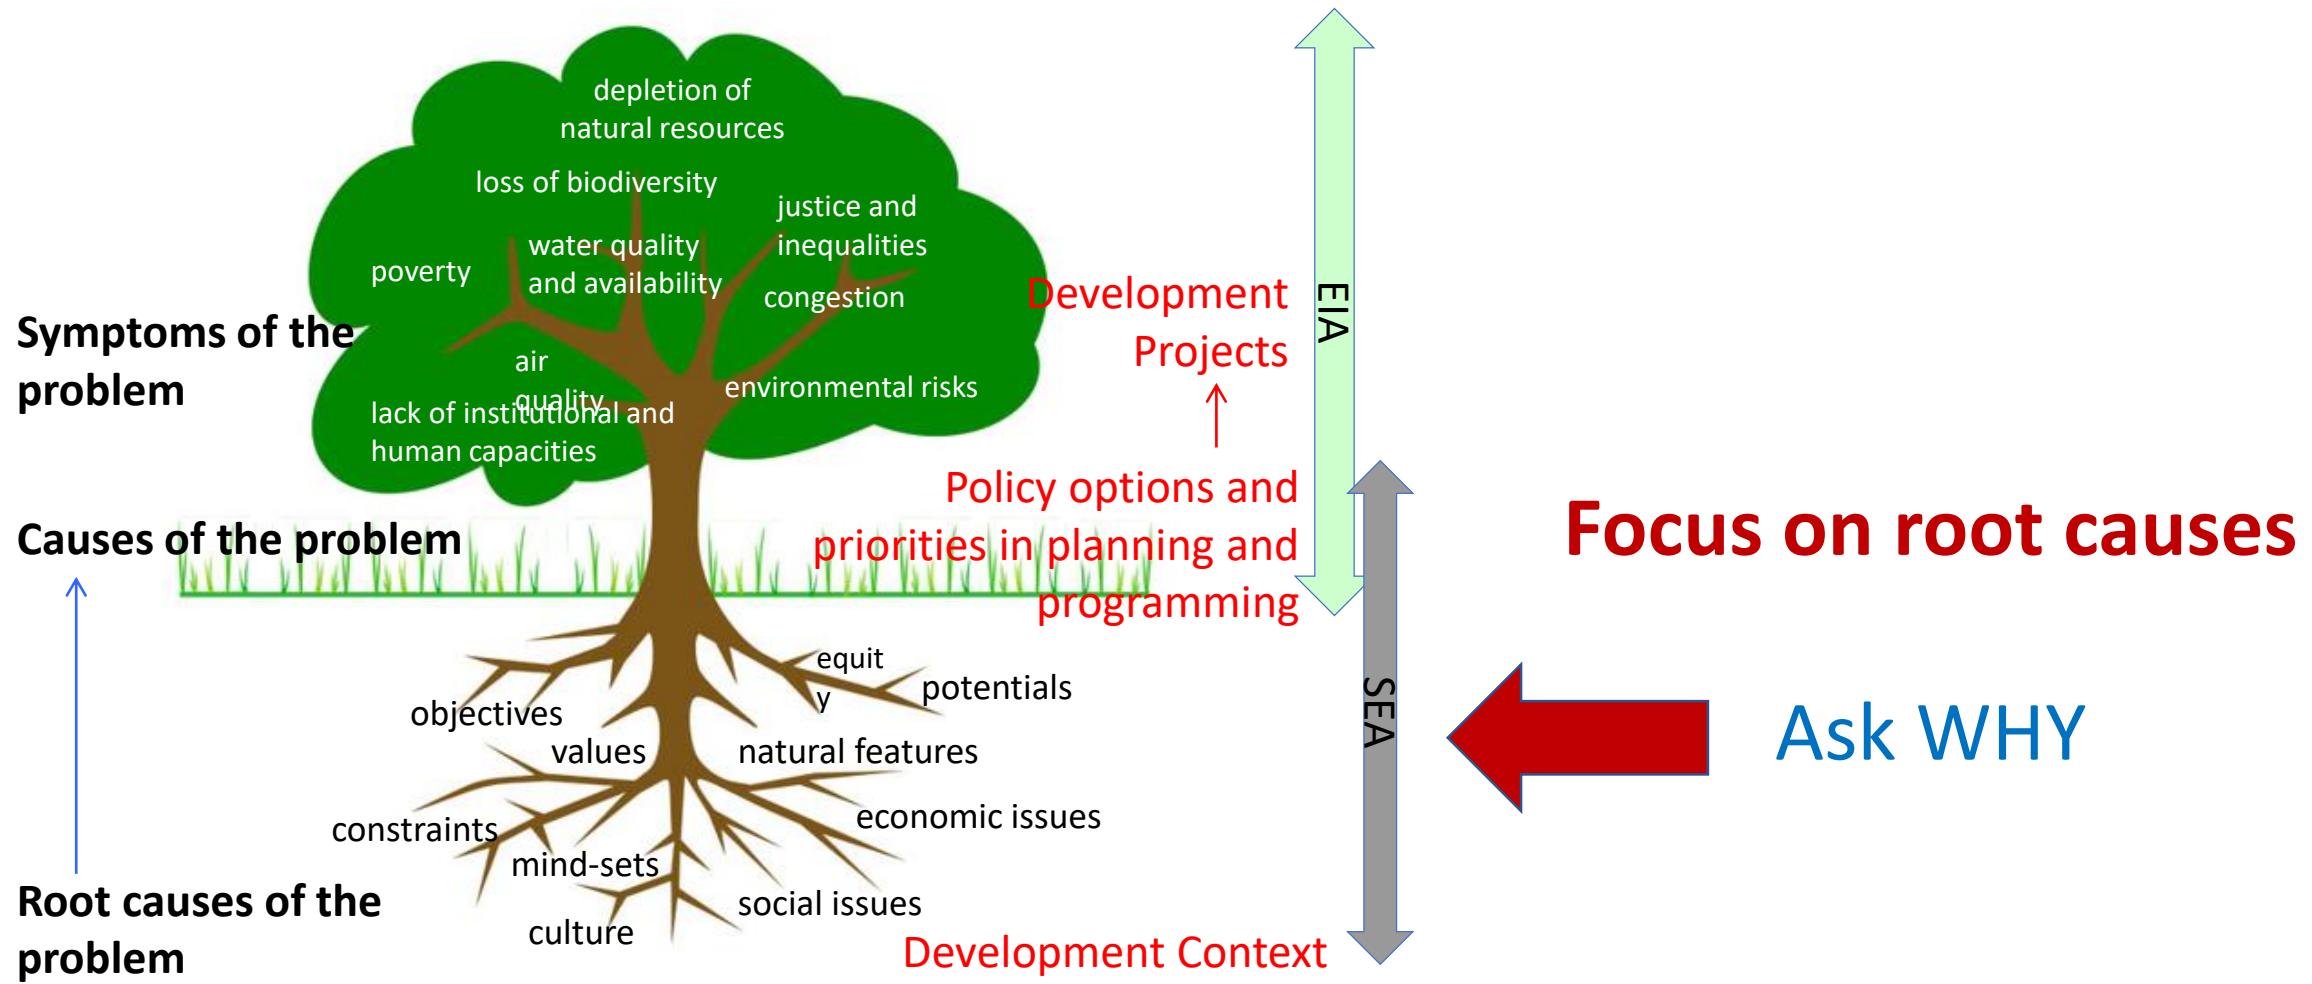 depletion of
natural resources
loss of biodiversity
justice and
inequalities
water quality
and availability
poverty
congestion
Development
Projects
EIA
Symptoms of the
problem
air
quality
environmental risks
lack of institutional and
human capacities
Policy options and
priorities in planning and
programming
Causes of the problem
Focus on root causes
equit
y
potentials
objectives
values
natural features
SEA
Ask WHY
economic issues
constraints
mind-sets
social issues
culture
Root causes of the
problem
Development Context